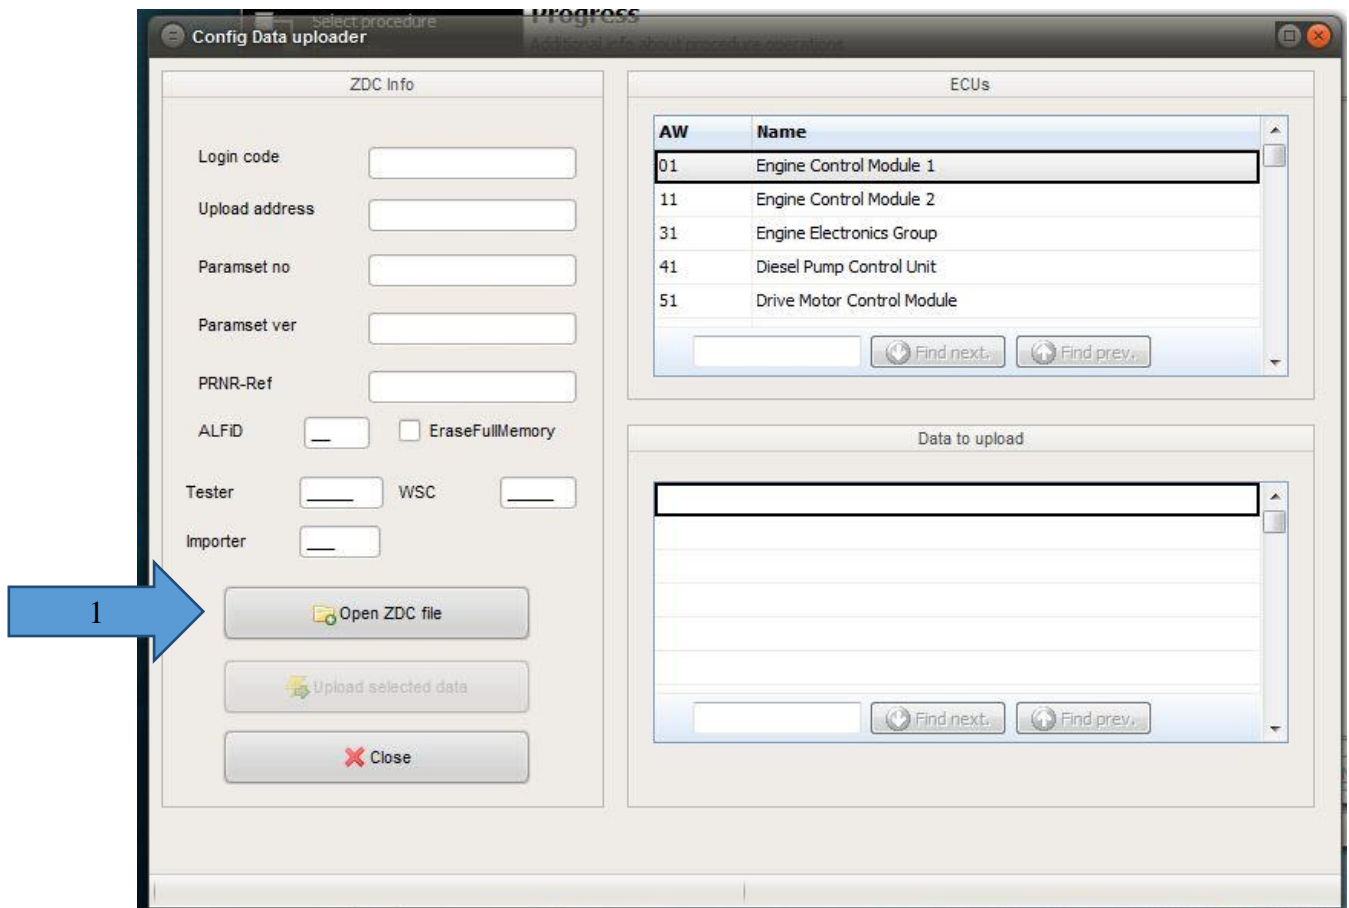 Select procedure
Progress
Config Data uploader
Additional info about procedure operations
ZDC Info
Login code
Upload address
Paramset no
Paramset ver
PRNR-Ref
ALFiD
EraseFullMemory
Tester
WSC
Importer
1
Open ZDC file
Upload selected data
Close
ECUs
AW Name
01 Engine Control Module 1
11 Engine Control Module 2
31 Engine Electronics Group
41 Diesel Pump Control Unit
51 Drive Motor Control Module
Find next. Find prev.
Data to upload
Find next. Find prev.